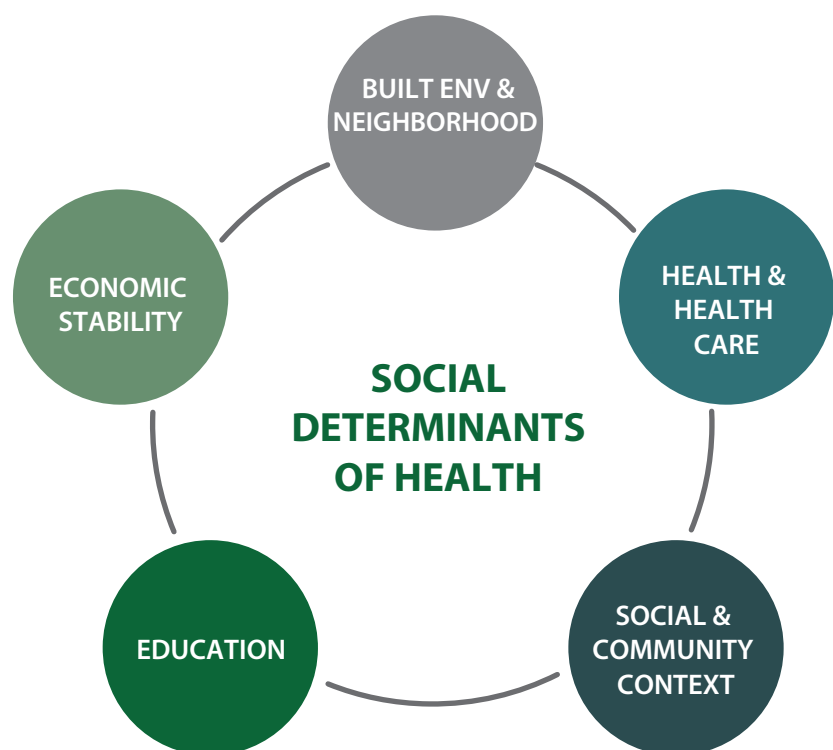 BUILT ENV &
NEIGHBORHOOD
ECONOMIC
STABILITY
HEALTH &
HEALTH
CARE
SOCIAL
DETERMINANTS
OF HEALTH
EDUCATION
SOCIAL &
COMMUNITY
CONTEXT